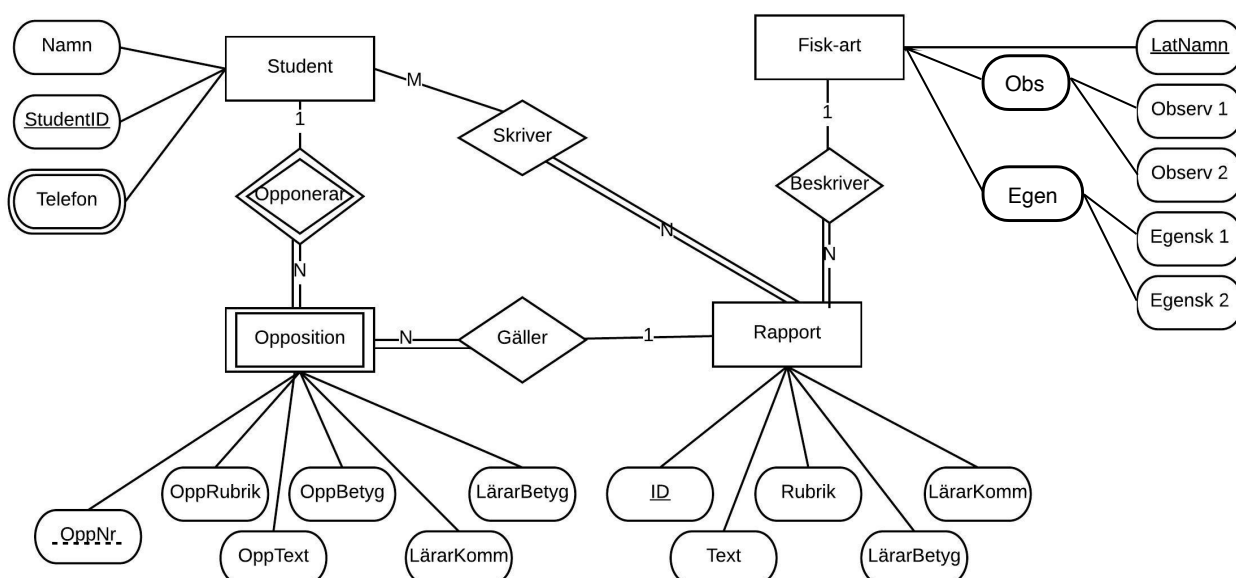 Namn
Student
Fisk-art
LatNamn
M
Obs
StudentID
1
Skriver
1
Observ 1
Telefon
Opponerar
Beskriver
Observ 2
Egen
N
N
N
Egensk 1
Egensk 2
Opposition
N
Gäller
1
Rapport
OppRubrik
OppBetyg
LärarBetyg
ID
Rubrik
LärarKomm
OppNr
OppText
LärarKomm
Text
LärarBetyg